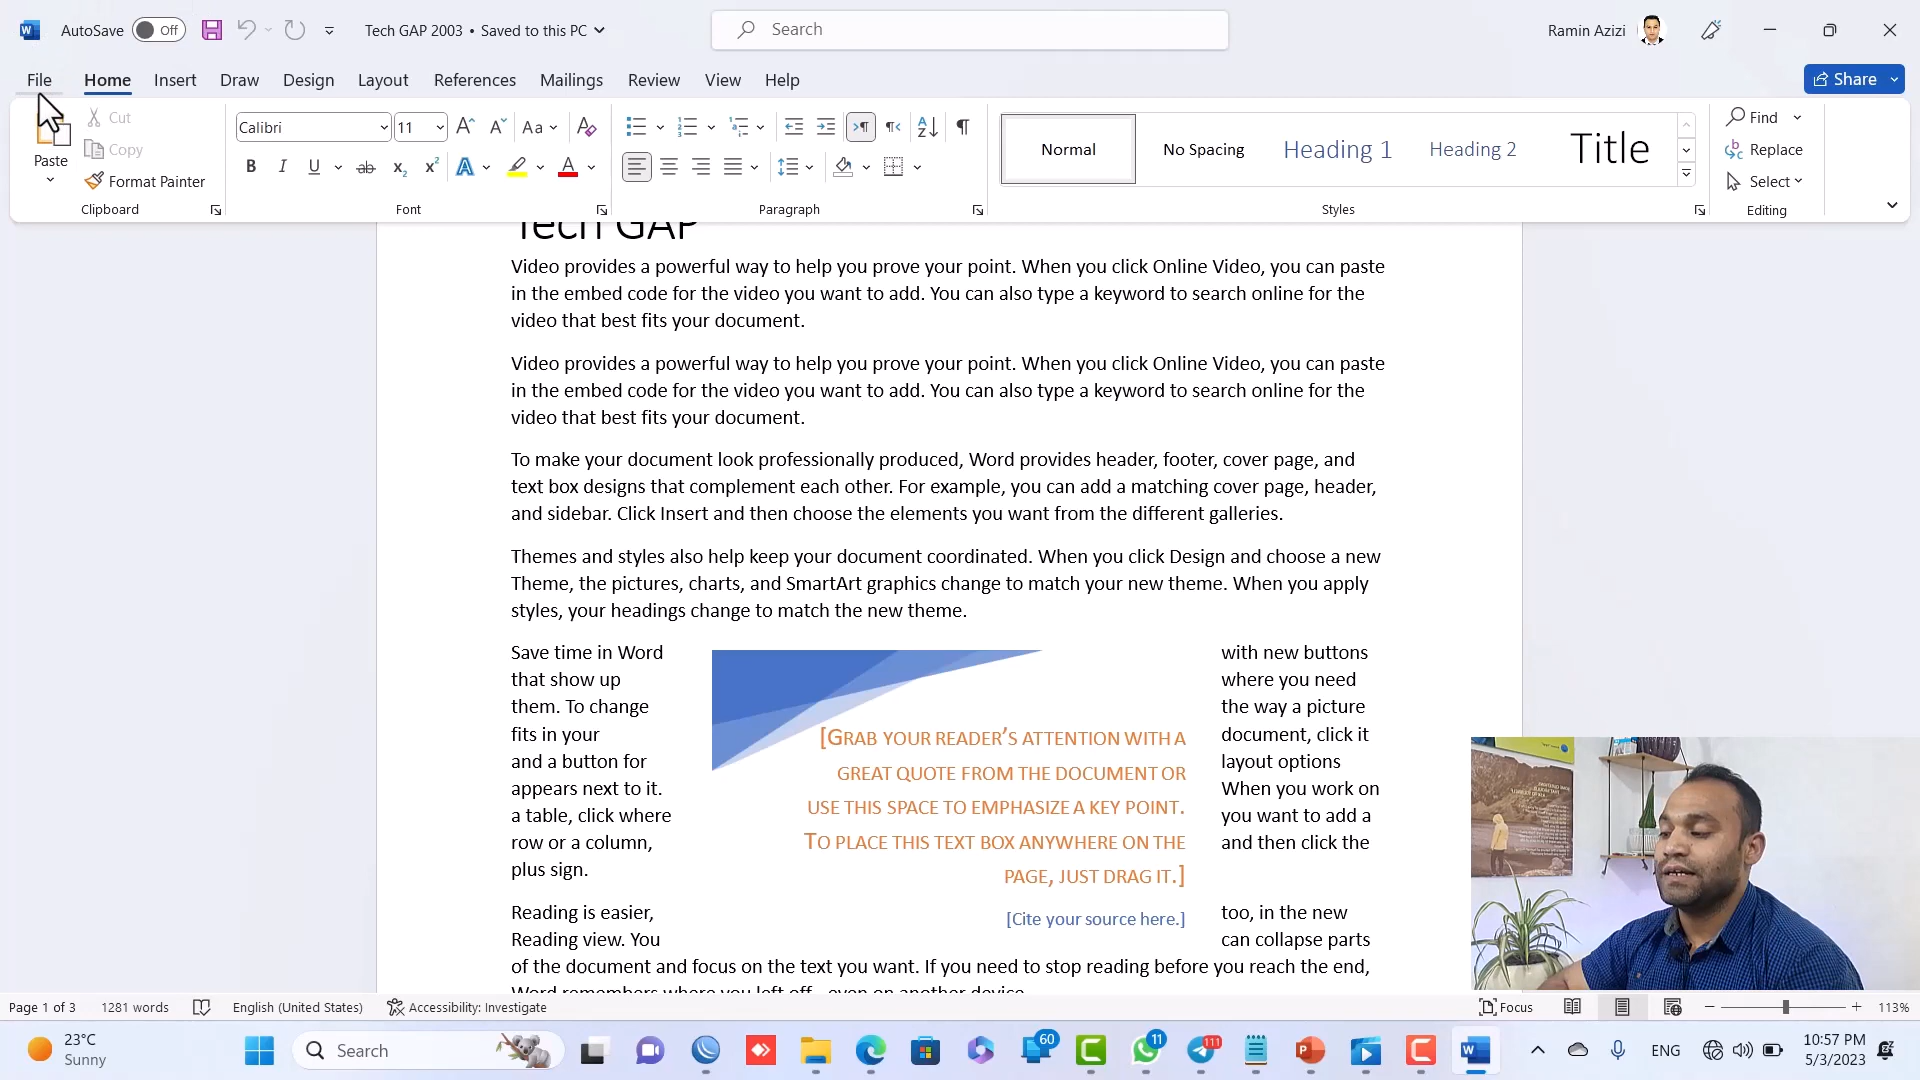 AutoSave Off Tech GAP 2003 • Saved to this PC Search Ramin Azizi
File Home Insert Draw Design Layout References Mailings Review View Help Share
Paste
Cut
Copy
Format Painter
Clipboard
Calibri 11 Aa
B I U ab x₂ x² A A
Font
Paragraph
Normal No Spacing Heading 1 Heading 2 Title
Styles
Find
Replace
Select
Editing
Tech GAP
Video provides a powerful way to help you prove your point. When you click Online Video, you can paste
in the embed code for the video you want to add. You can also type a keyword to search online for the
video that best fits your document.
Video provides a powerful way to help you prove your point. When you click Online Video, you can paste
in the embed code for the video you want to add. You can also type a keyword to search online for the
video that best fits your document.
To make your document look professionally produced, Word provides header, footer, cover page, and
text box designs that complement each other. For example, you can add a matching cover page, header,
and sidebar. Click Insert and then choose the elements you want from the different galleries.
Themes and styles also help keep your document coordinated. When you click Design and choose a new
Theme, the pictures, charts, and SmartArt graphics change to match your new theme. When you apply
styles, your headings change to match the new theme.
Save time in Word with new buttons
that show up where you need
them. To change the way a picture
fits in your document, click it
and a button for layout options
appears next to it. When you work on
a table, click where you want to add a
row or a column, and then click the
plus sign.
[GRAB YOUR READER'S ATTENTION WITH A
GREAT QUOTE FROM THE DOCUMENT OR
USE THIS SPACE TO EMPHASIZE A KEY POINT.
TO PLACE THIS TEXT BOX ANYWHERE ON THE
PAGE, JUST DRAG IT.]
[Cite your source here.]
Reading is easier, too, in the new
Reading view. You can collapse parts
of the document and focus on the text you want. If you need to stop reading before you reach the end,
Word remembers where you left off - even on another device.
Page 1 of 3 1281 words English (United States) Accessibility: Investigate Focus 113%
23°C
Sunny
Search
60
11
111
ENG
10:57 PM
5/3/2023